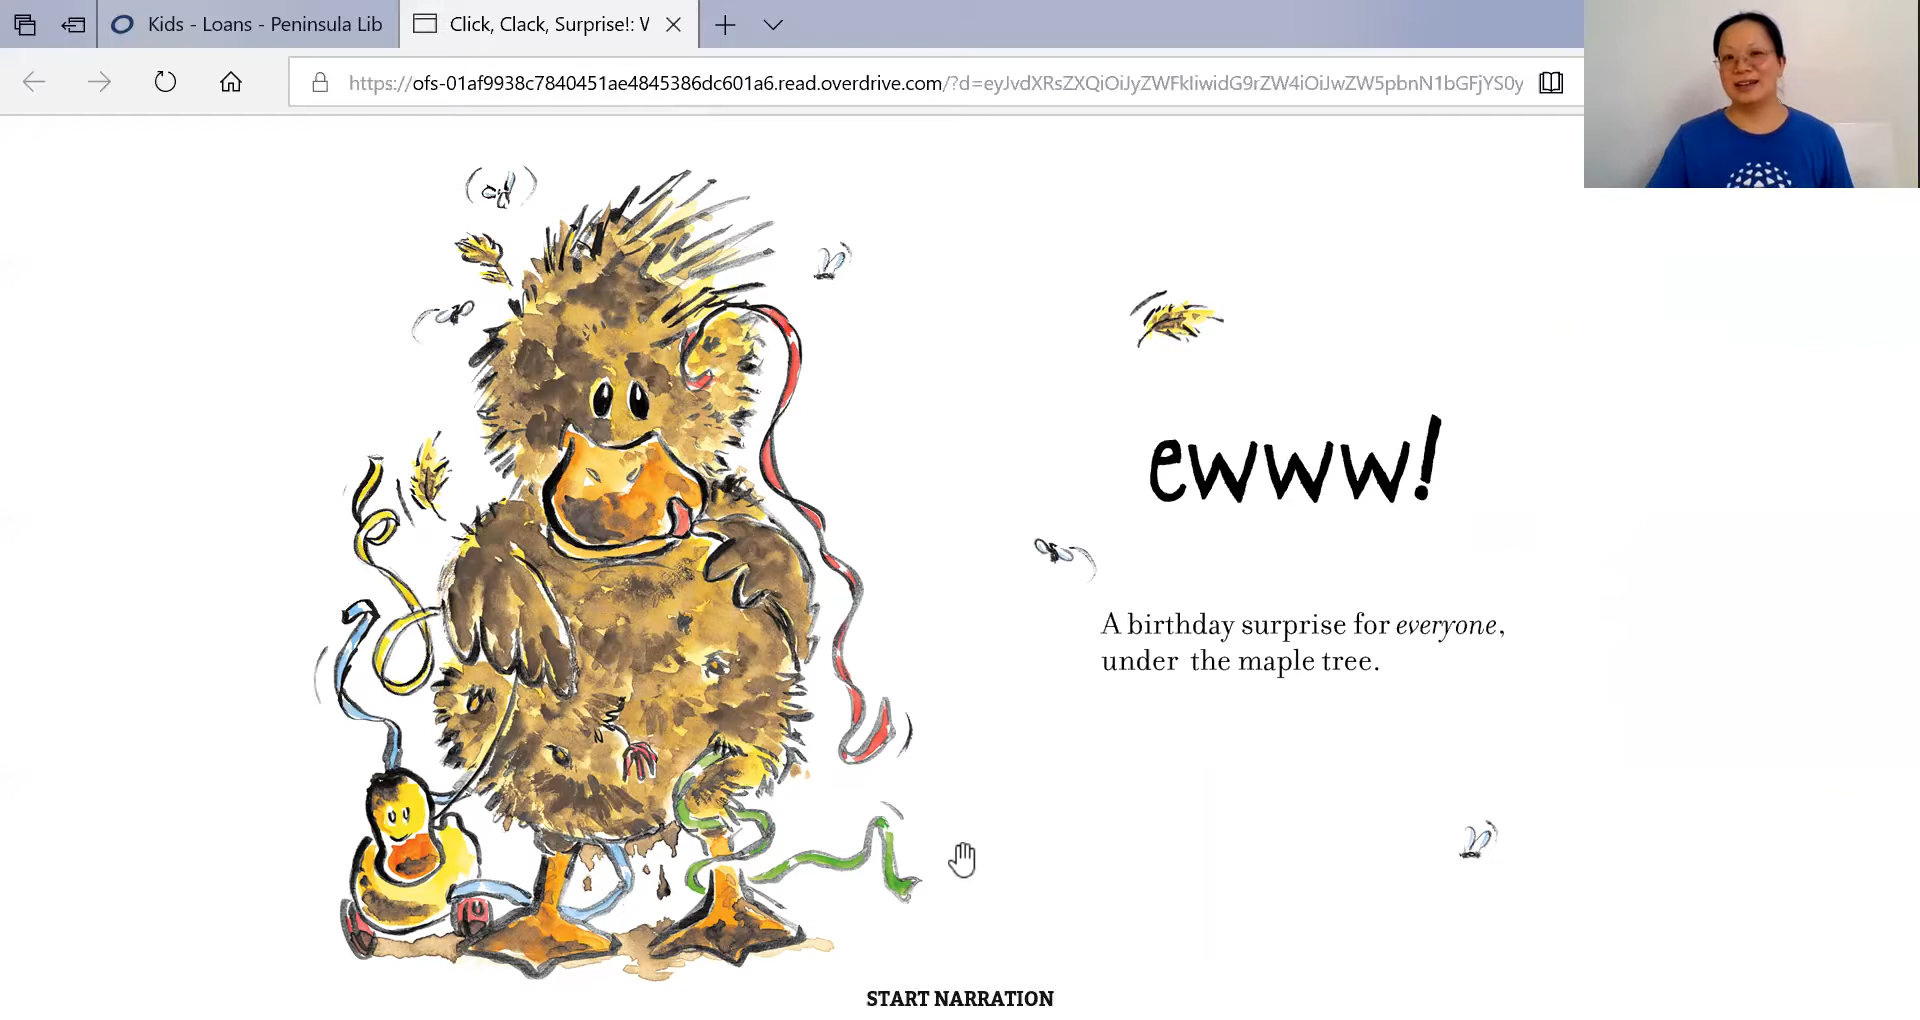 Kids - Loans - Peninsula Lib
Click, Clack, Surprise!: W
https://ofs-01af9938c7840451ae4845386dc601a6.read.overdrive.com/?d=eyJvdXRsZXQiOiJyZWFkIiwidG9rZW4iOiJwZW5pbnN1bGFjYS0y
ewww!
A birthday surprise for everyone,
under the maple tree.
START NARRATION